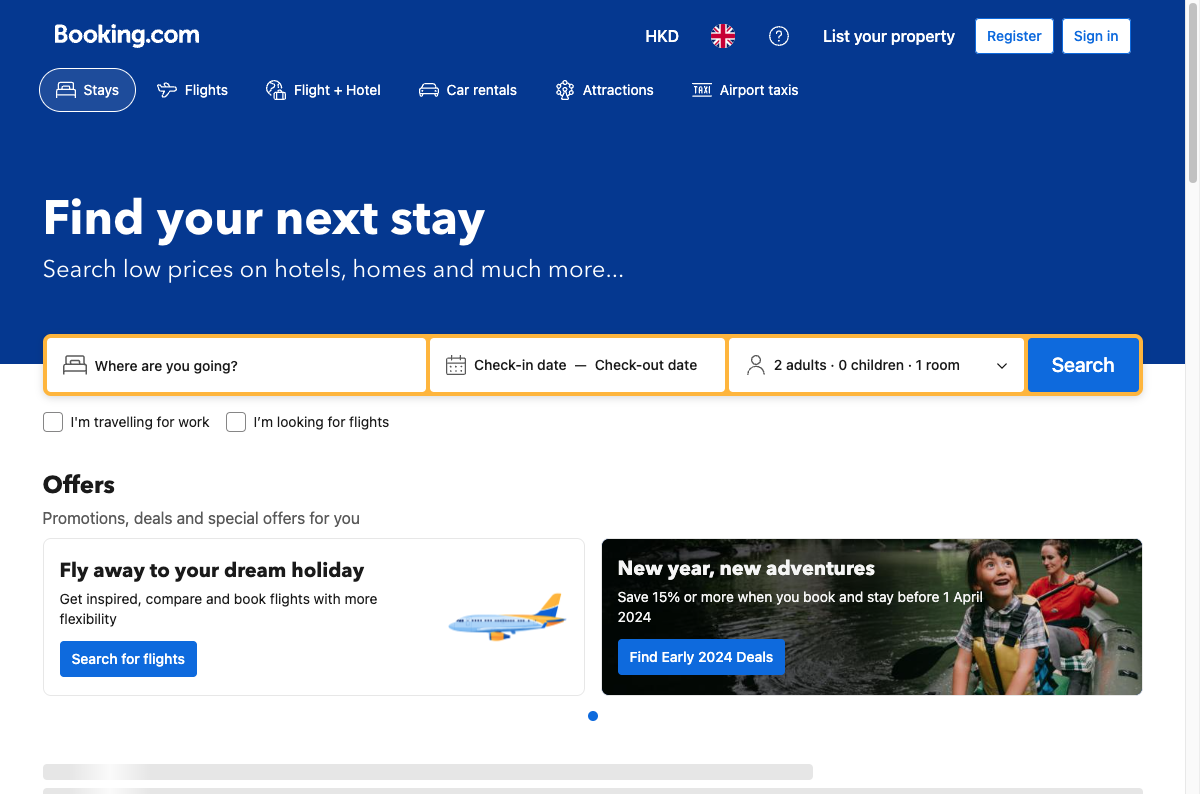 Booking.com
HKD
List your property
Register
Sign in
Stays
Flights
Flight + Hotel
Car rentals
Attractions
TAXI
Airport taxis
Find your next stay
Search low prices on hotels, homes and much more...
Where are you going?
Check-in date — Check-out date
2 adults · 0 children · 1 room
Search
I'm travelling for work
I’m looking for flights
Offers
Promotions, deals and special offers for you
Fly away to your dream holiday
Get inspired, compare and book flights with more
flexibility
Search for flights
New year, new adventures
Save 15% or more when you book and stay before 1 April
2024
Find Early 2024 Deals